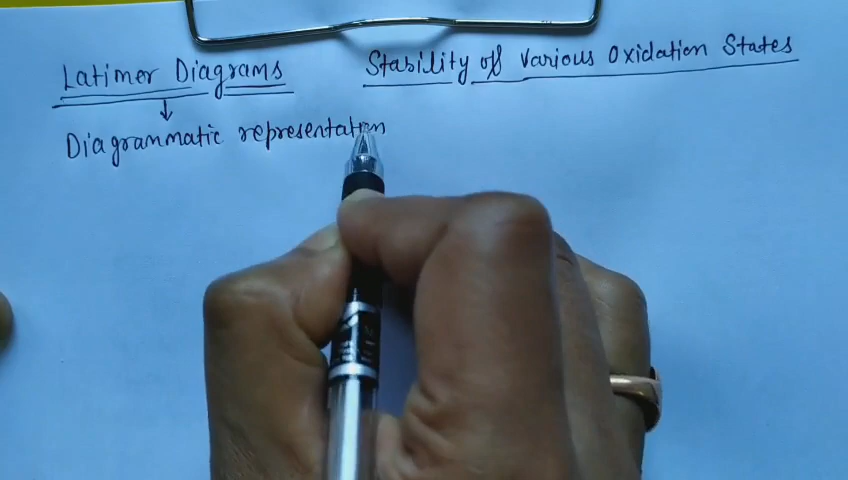 Latimer Diagrams
Stability of Various Oxidation States
↓
Diagrammatic representation